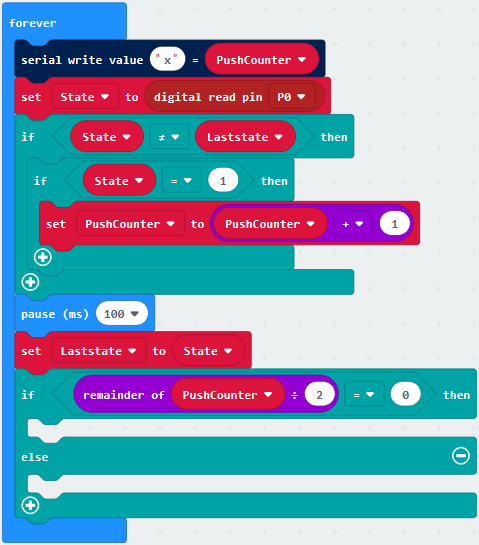 forever
serial write value "x" = PushCounter
set State to digital read pin P0
if State ≠ Laststate then
if State = 1 then
set PushCounter to PushCounter + 1
pause (ms) 100
set Laststate to State
if remainder of PushCounter ÷ 2 = 0 then
else